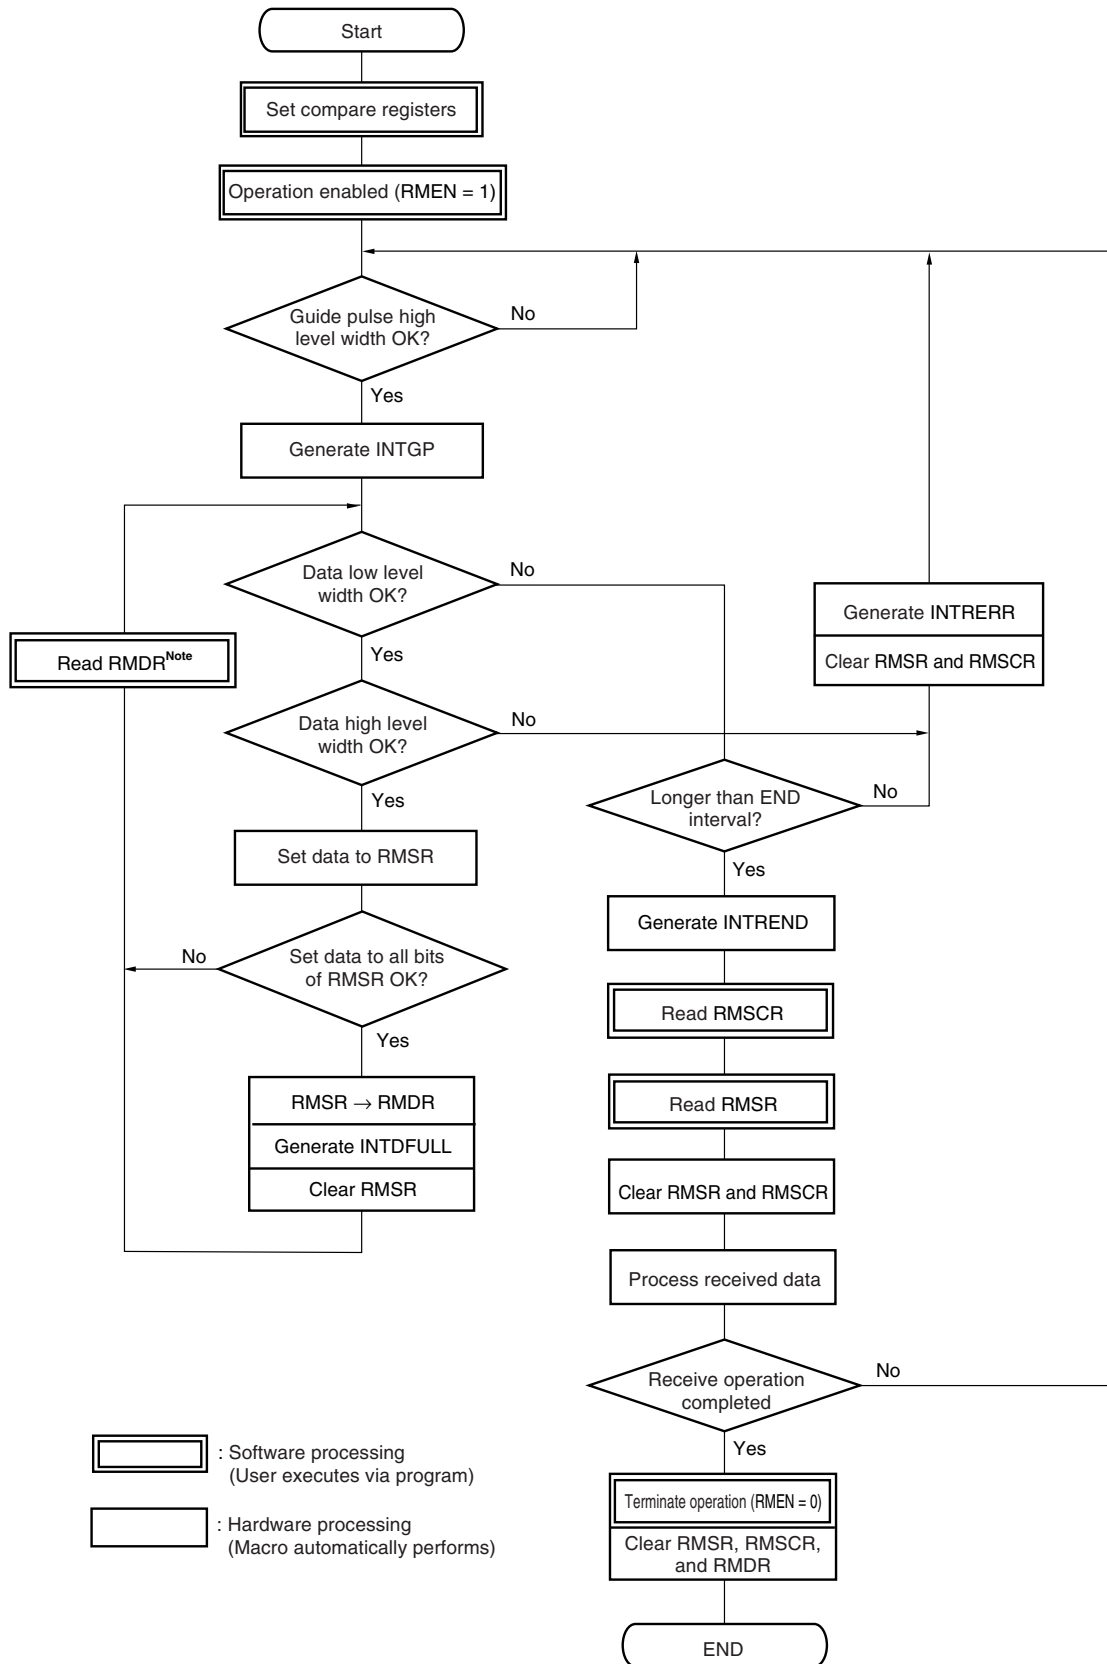 Start
Set compare registers
Operation enabled (RMEN = 1)
Guide pulse high
level width OK?
No
Yes
Generate INTGP
Data low level
width OK?
No
Yes
Generate INTRERR
Clear RMSR and RMSCR
Read RMDR Note
Data high level
width OK?
No
Yes
Longer than END
interval?
No
Yes
Set data to RMSR
Generate INTREND
Set data to all bits
of RMSR OK?
No
Yes
Read RMSCR
RMSR → RMDR
Generate INTDFULL
Clear RMSR
Read RMSR
Clear RMSR and RMSCR
Process received data
Receive operation
completed
No
Yes
: Software processing
(User executes via program)
: Hardware processing
(Macro automatically performs)
Terminate operation (RMEN = 0)
Clear RMSR, RMSCR,
and RMDR
END